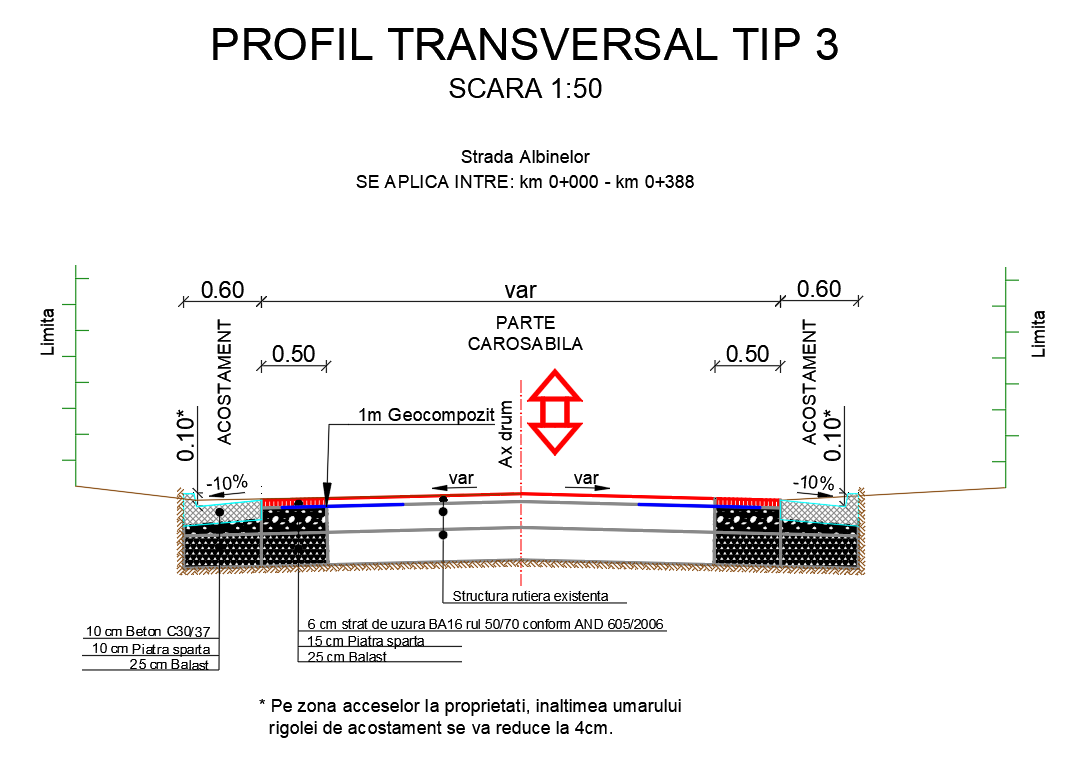 PROFIL TRANSVERSAL TIP 3
SCARA 1:50
Strada Albinelor
SE APLICA INTRE: km 0+000 - km 0+388
0.60
var
0.60
Limita
ACOSTAMENT
PARTE
CAROSABILA
ACOSTAMENT
Limita
0.50
0.50
0.10*
1m Geocompozit
Ax drum
0.10*
-10%
var
var
-10%
Structura rutiera existenta
10 cm Beton C30/37
10 cm Piatra sparta
25 cm Balast
6 cm strat de uzura BA16 rul 50/70 conform AND 605/2006
15 cm Piatra sparta
25 cm Balast
* Pe zona acceselor la proprietati, inaltimea umarului
rigolei de acostament se va reduce la 4cm.